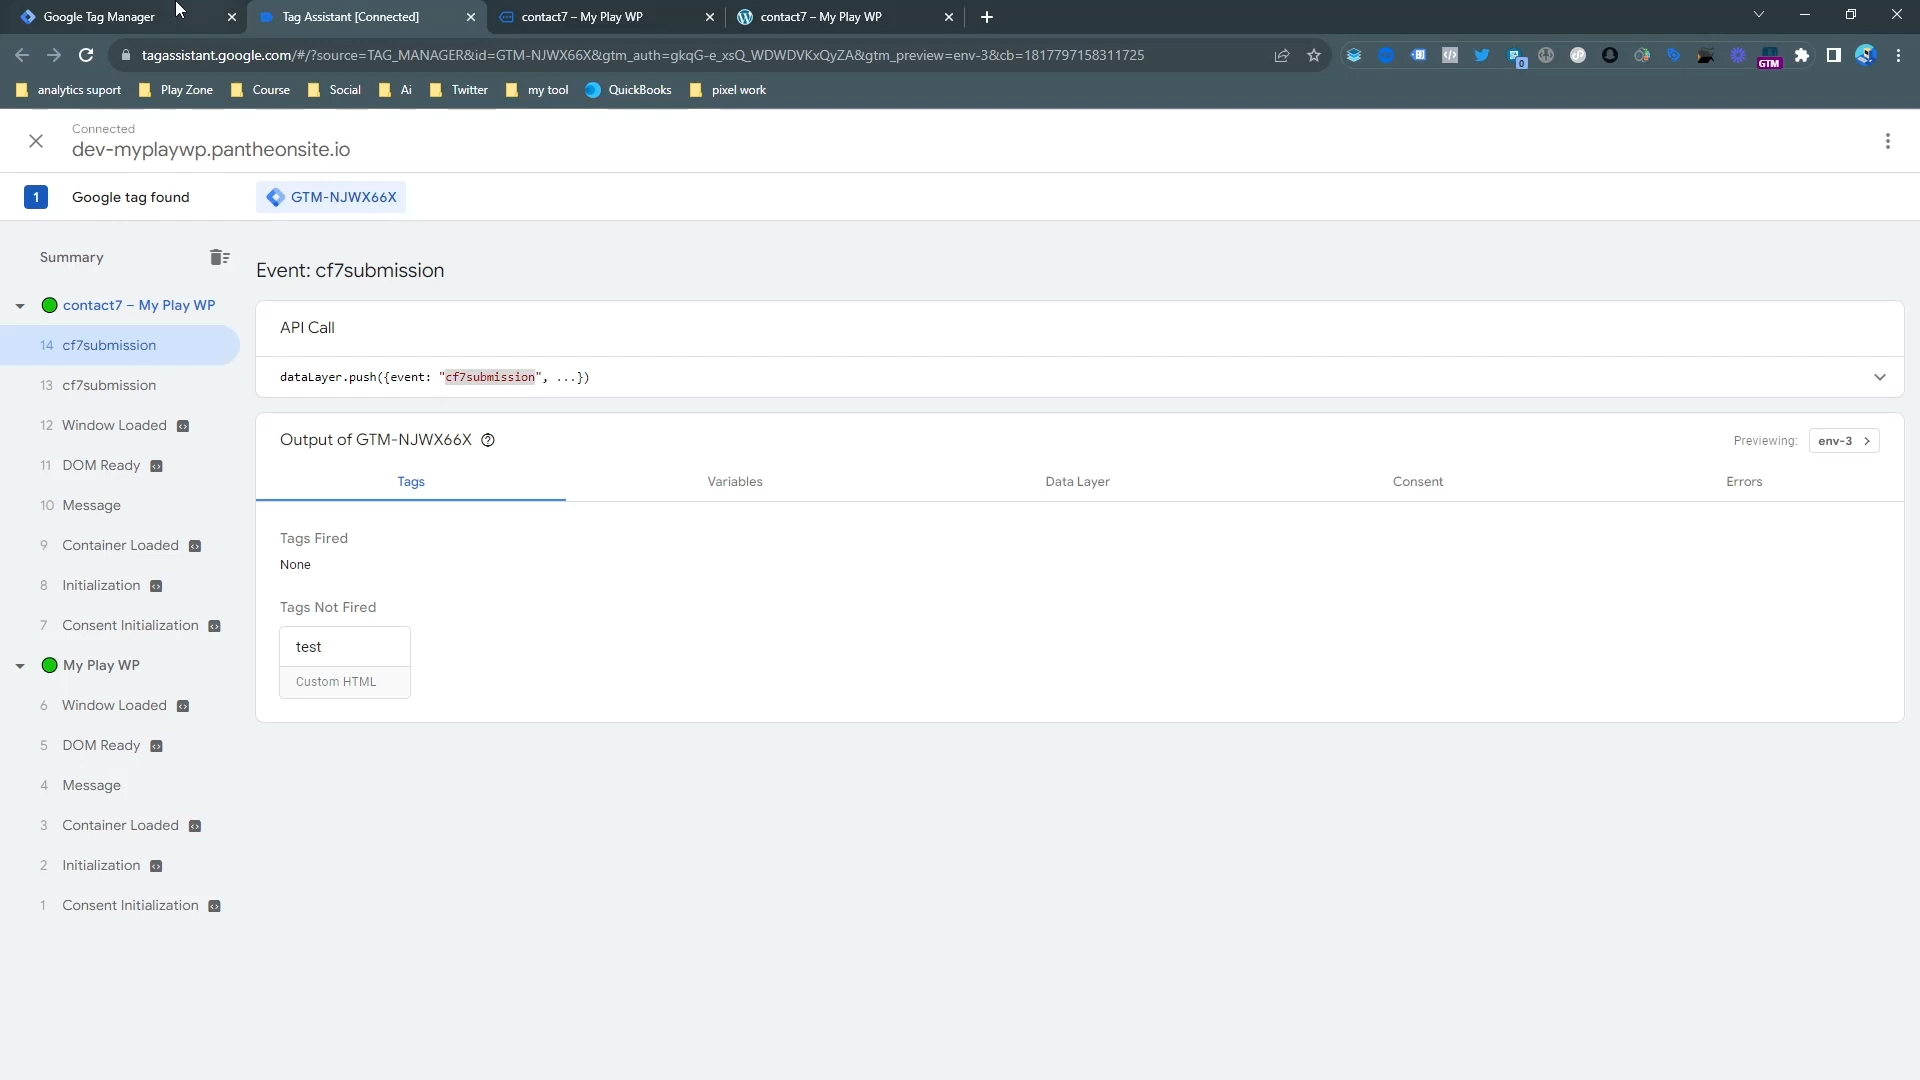 Google Tag Manager
Tag Assistant [Connected]
contact7 – My Play WP
contact7 – My Play WP
tagassistant.google.com/#/?source=TAG_MANAGER&id=GTM-NJWX66X&gtm_auth=gkqG-e_xsQ_WDWDVKxQyZA&gtm_preview=env-3&cb=1817797158311725
0
GTM
analytics suport
Play Zone
Course
Social
Ai
Twitter
my tool
QuickBooks
pixel work
Connected
dev-myplaywp.pantheonsite.io
1
Google tag found
GTM-NJWX66X
Summary
contact7 – My Play WP
14 cf7submission
13 cf7submission
12 Window Loaded
11 DOM Ready
10 Message
9 Container Loaded
8 Initialization
7 Consent Initialization
My Play WP
6 Window Loaded
5 DOM Ready
4 Message
3 Container Loaded
2 Initialization
1 Consent Initialization
Event: cf7submission
API Call
dataLayer.push({event: "cf7submission", ...})
Output of GTM-NJWX66X
Previewing: env-3
Tags
Variables
Data Layer
Consent
Errors
Tags Fired
None
Tags Not Fired
test
Custom HTML